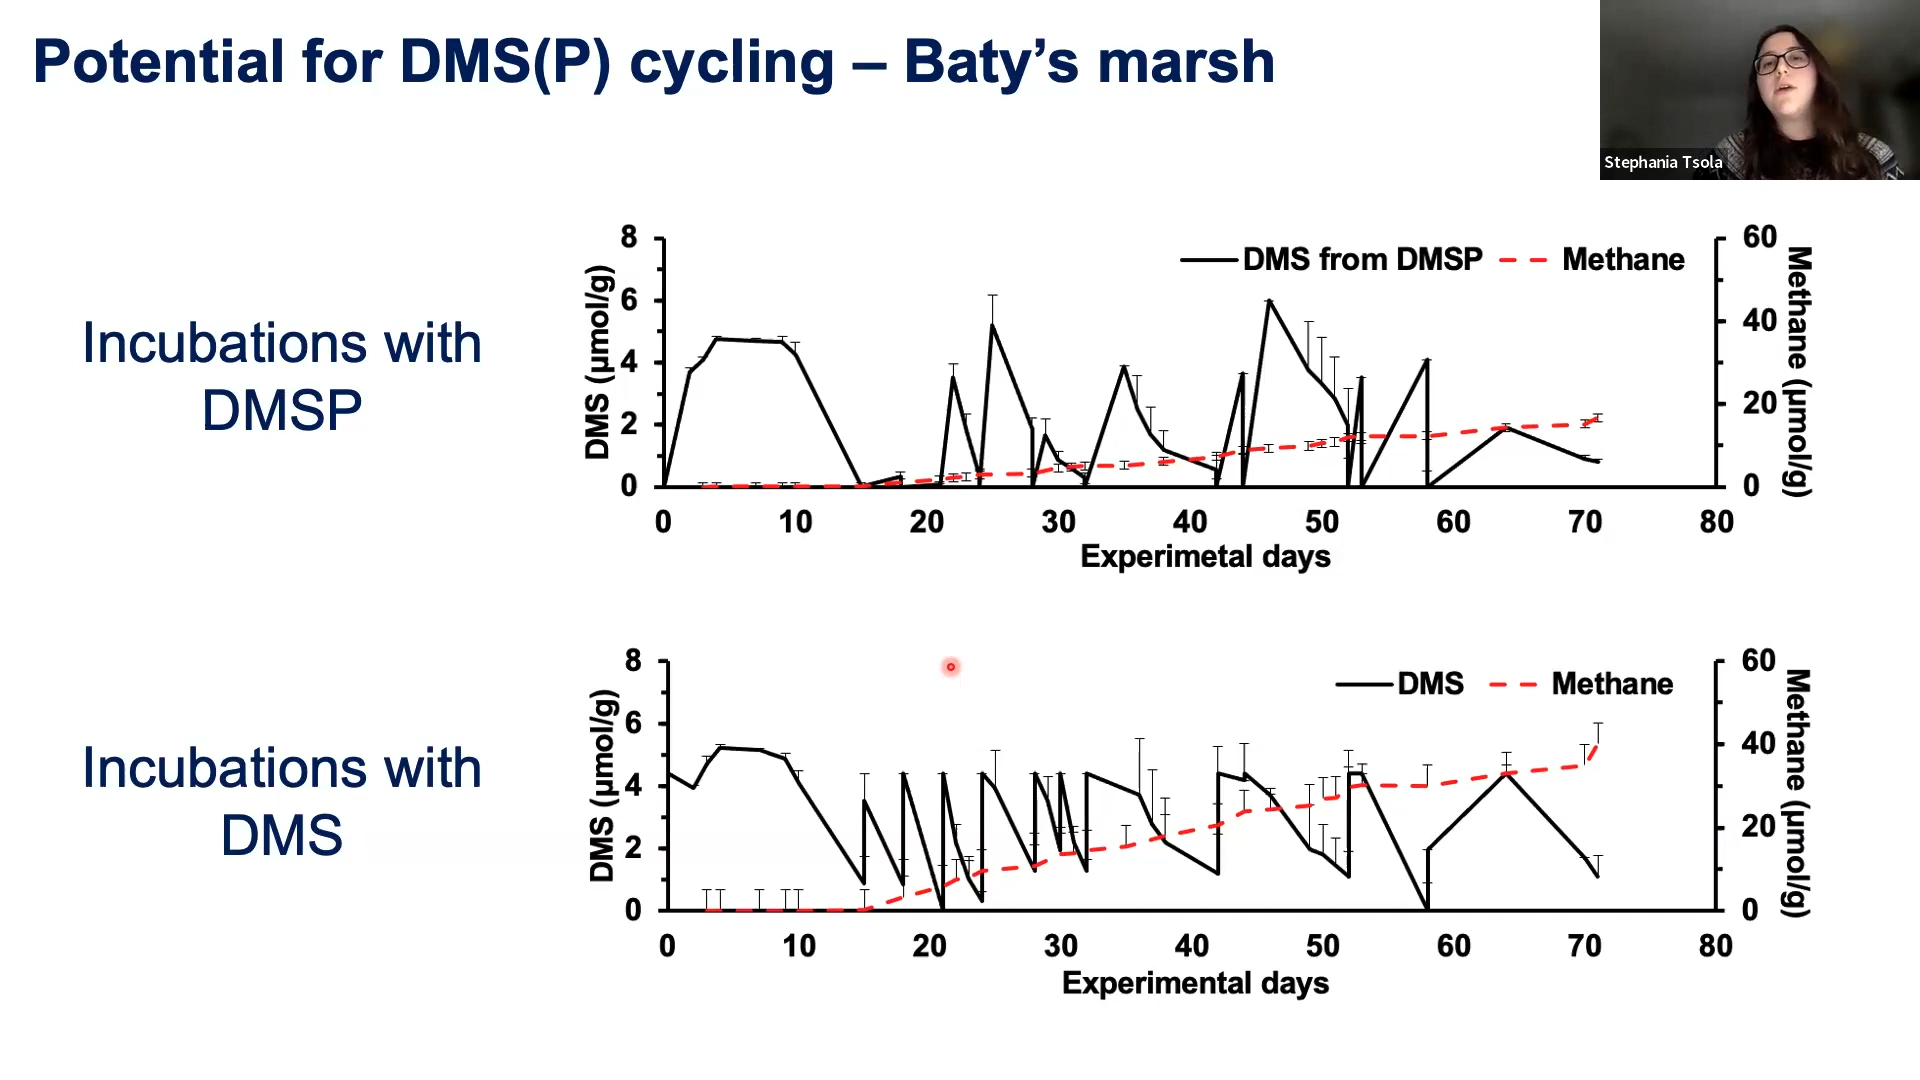 Potential for DMS(P) cycling – Baty’s marsh
Stephania Tsola
Incubations with
DMSP
8
6
4
2
0
DMS (µmol/g)
DMS from DMSP
Methane
60
40
20
0
Methane (µmol/g)
0 10 20 30 40 50 60 70 80
Experimetal days
Incubations with
DMS
8
6
4
2
0
DMS (µmol/g)
DMS
Methane
60
40
20
0
Methane (µmol/g)
0 10 20 30 40 50 60 70 80
Experimental days